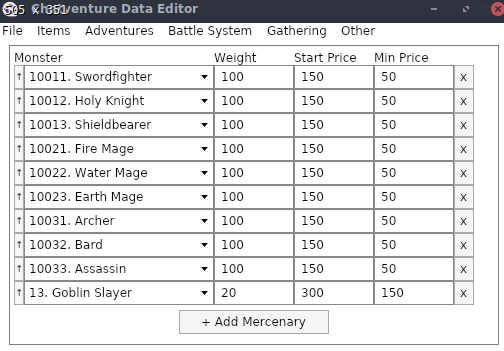 505 x 351
Data Editor
File Items Adventures Battle System Gathering Other
Monster Weight Start Price Min Price
↑ 10011. Swordfighter 100 150 50 x
↑ 10012. Holy Knight 100 150 50 x
↑ 10013. Shieldbearer 100 150 50 x
↑ 10021. Fire Mage 100 150 50 x
↑ 10022. Water Mage 100 150 50 x
↑ 10023. Earth Mage 100 150 50 x
↑ 10031. Archer 100 150 50 x
↑ 10032. Bard 100 150 50 x
↑ 10033. Assassin 100 150 50 x
↑ 13. Goblin Slayer 20 300 150 x
+ Add Mercenary